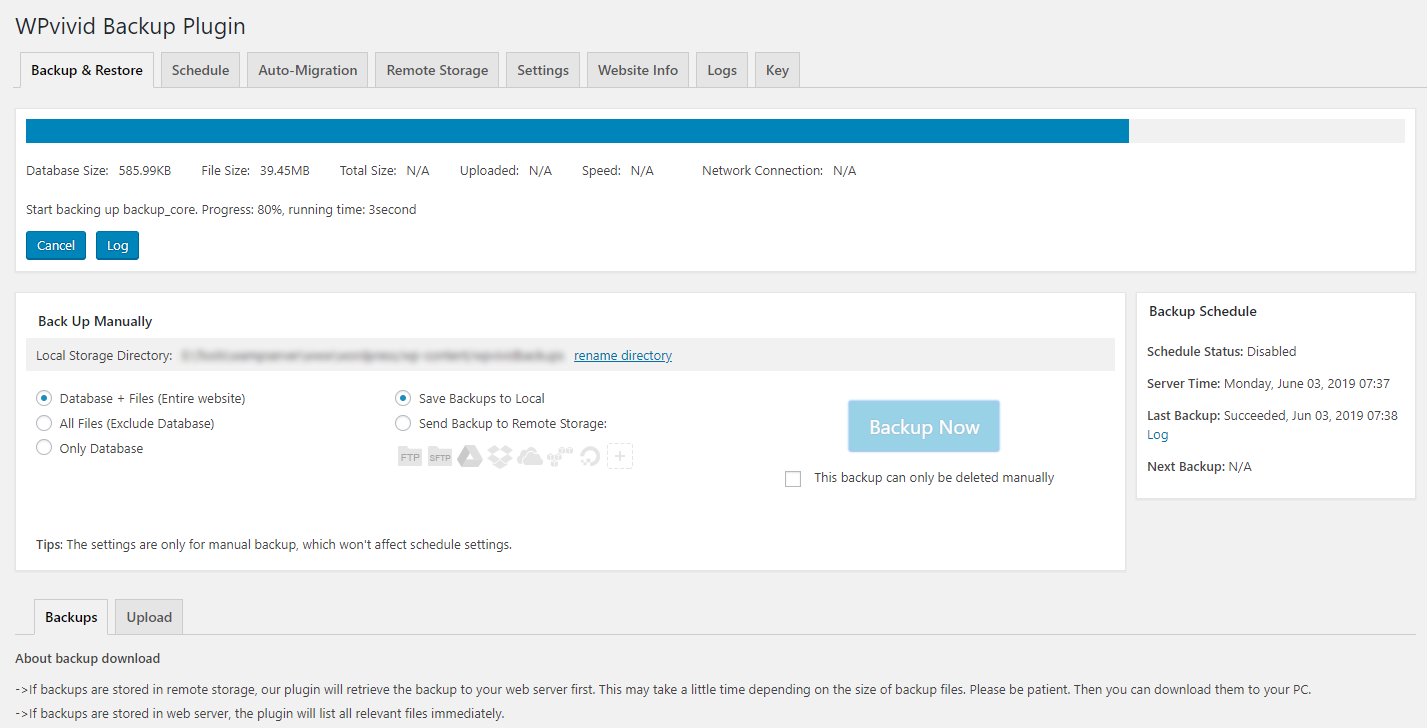 WPvivid Backup Plugin
Backup & Restore Schedule Auto-Migration Remote Storage Settings Website Info Logs Key
Database Size: 585.99KB File Size: 39.45MB Total Size: N/A Uploaded: N/A Speed: N/A Network Connection: N/A
Start backing up backup_core. Progress: 80%, running time: 3second
Cancel Log
Back Up Manually
Local Storage Directory: rename directory
Database + Files (Entire website)
All Files (Exclude Database)
Only Database
Save Backups to Local
Send Backup to Remote Storage:
FTP SFTP
Backup Now
This backup can only be deleted manually
Tips: The settings are only for manual backup, which won't affect schedule settings.
Backup Schedule
Schedule Status: Disabled
Server Time: Monday, June 03, 2019 07:37
Last Backup: Succeeded, Jun 03, 2019 07:38
Log
Next Backup: N/A
Backups Upload
About backup download
->If backups are stored in remote storage, our plugin will retrieve the backup to your web server first. This may take a little time depending on the size of backup files. Please be patient. Then you can download them to your PC.
->If backups are stored in web server, the plugin will list all relevant files immediately.